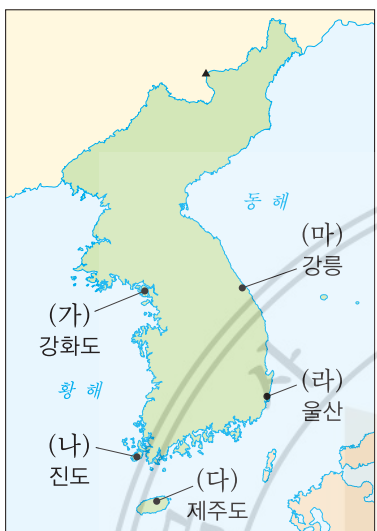 동 해
(마)
강릉
(가)
강화도
황 해
(라)
울산
(나)
진도
(다)
제주도